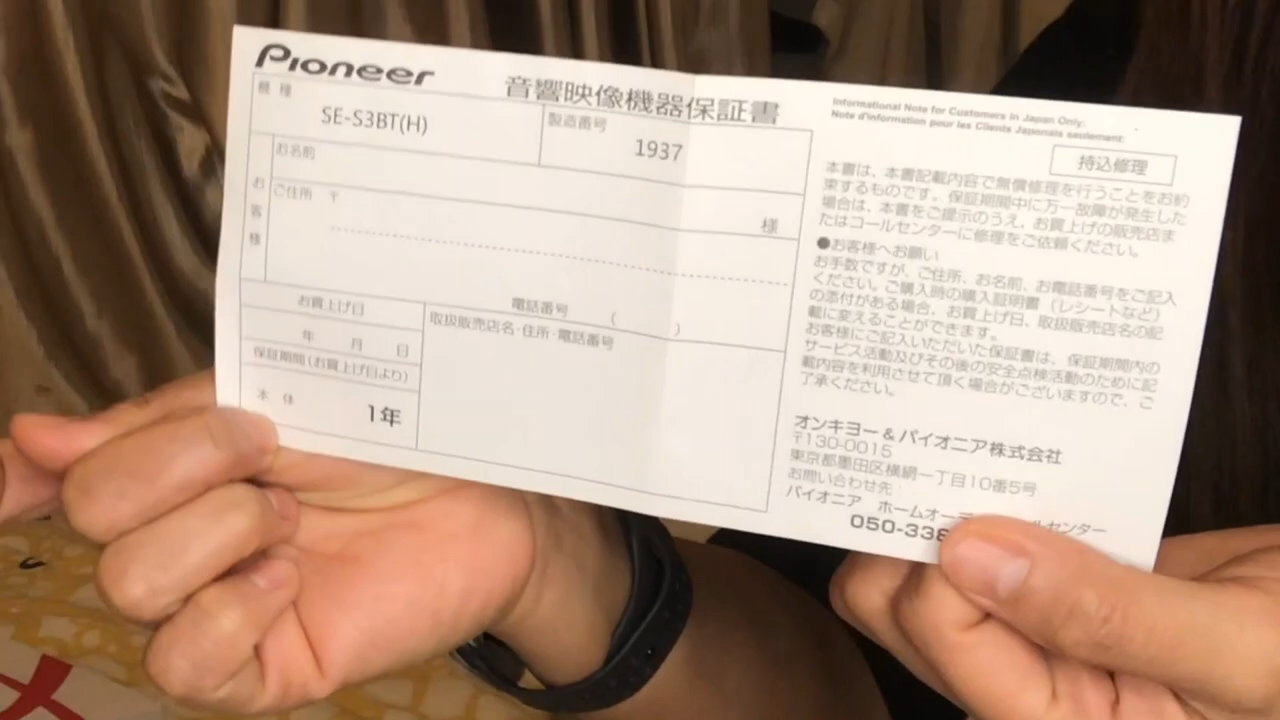 Pioneer
音響映像機器保証書
機 種
SE-S3BT(H)
製造番号
1937
お客様
お名前
様
ご住所 〒
電話番号 ( )
お買上げ日
年 月 日
保証期間(お買上げ日より)
本 体
1年
取扱販売店名・住所・電話番号
Informational Note for Customers in Japan Only:
Note d'information pour les Clients Japonais seulement:
持込修理
本書は、本書記載内容で無償修理を行うことをお約
束するものです。保証期間中に万一故障が発生した
場合は、本書をご提示のうえ、お買上げの販売店ま
たはコールセンターに修理をご依頼ください。
●お客様へお願い
お手数ですが、ご住所、お名前、お電話番号をご記入
ください。ご購入時の購入証明書(レシートなど)
の添付がある場合、お買上げ日、取扱販売店名の記
載に変えることができます。
お客様にご記入いただいた保証書は、保証期間内の
サービス活動及びその後の安全点検活動のために記
載内容を利用させて頂く場合がございますので、ご
了承ください。
オンキヨー&パイオニア株式会社
〒130-0015
東京都墨田区横網一丁目10番5号
お問い合わせ先:
パイオニア ホームオーデ ールセンター
050-338